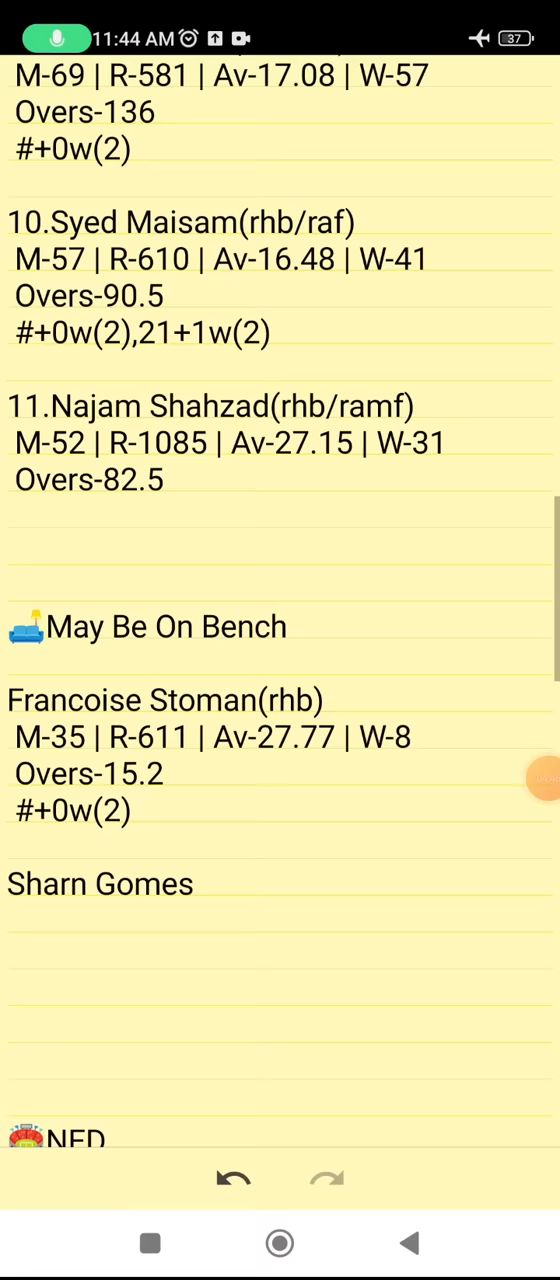 11:44 AM 37
M-69 | R-581 | Av-17.08 | W-57
Overs-136
#+0w(2)
10.Syed Maisam(rhb/raf)
M-57 | R-610 | Av-16.48 | W-41
Overs-90.5
#+0w(2),21+1w(2)
11.Najam Shahzad(rhb/ramf)
M-52 | R-1085 | Av-27.15 | W-31
Overs-82.5
🛋️May Be On Bench
Francoise Stoman(rhb)
M-35 | R-611 | Av-27.77 | W-8
Overs-15.2
#+0w(2)
Sharn Gomes
🏟️NED